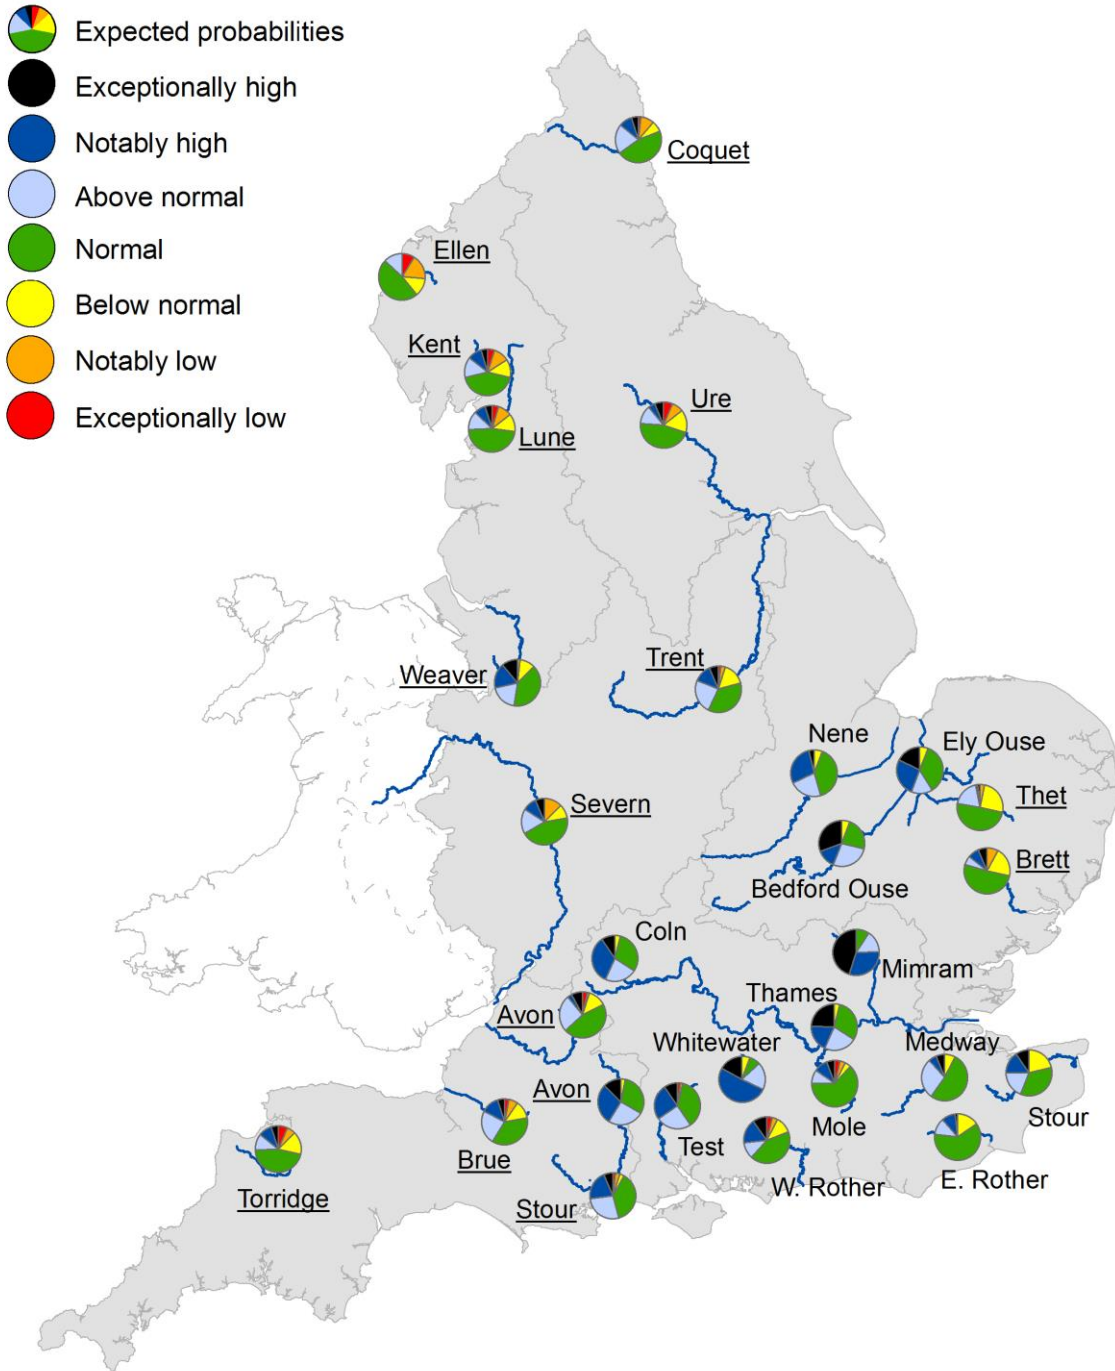 Expected probabilities
Exceptionally high
Notably high
Above normal
Normal
Below normal
Notably low
Exceptionally low
Coquet
Ellen
Kent
Ure
Lune
Weaver
Trent
Nene
Ely Ouse
Thet
Severn
Brett
Bedford Ouse
Coln
Mimram
Avon
Thames
Whitewater
Medway
Avon
Mole
Stour
Test
Brue
E. Rother
W. Rother
Torridge
Stour